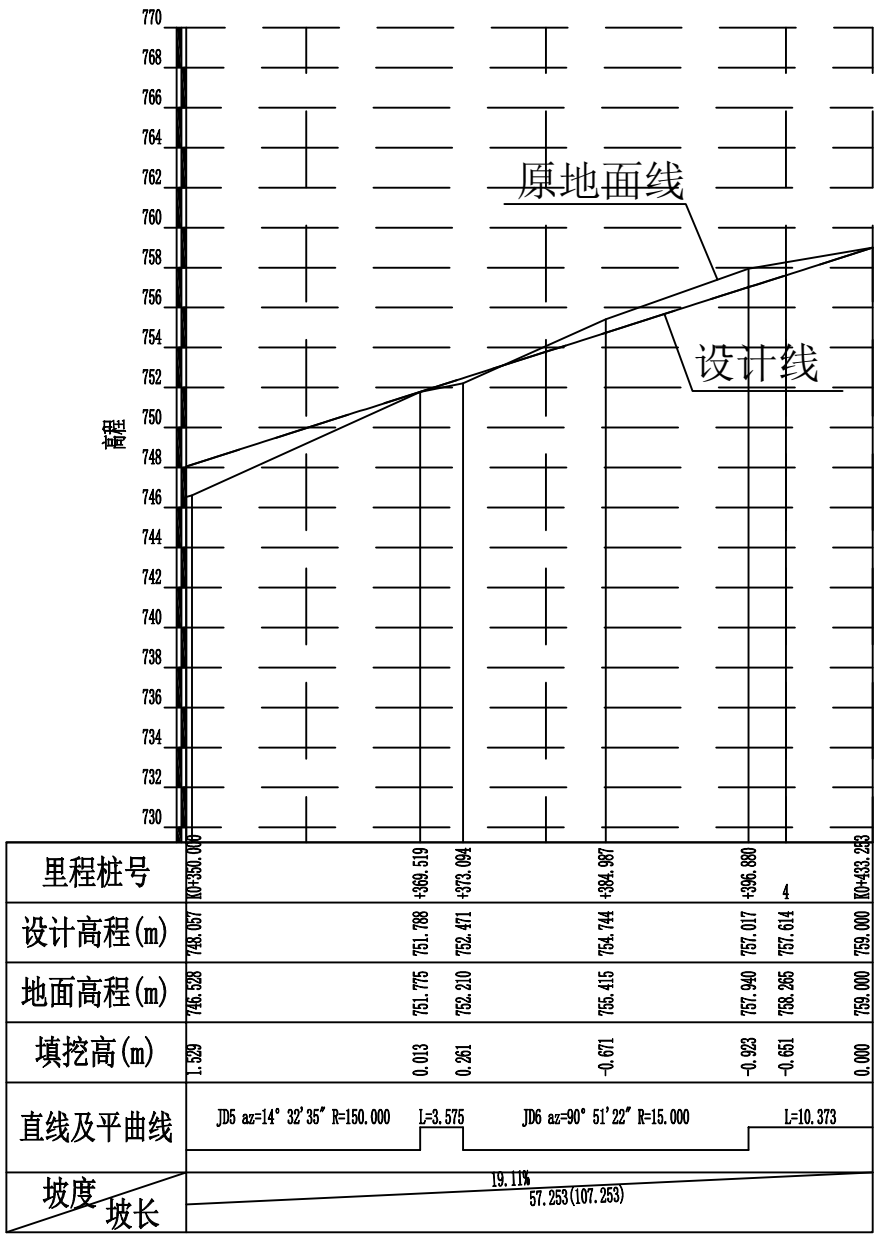 770
768
766
764
762
760
758
756
754
752
750
748
746
744
742
740
738
736
734
732
730
高程
原地面线
设计线
里程桩号 K0+350.000 +369.519 +373.094 +384.987 +396.880 4 K0+433.253
设计高程(m) 748.057 751.788 752.471 754.744 757.017 757.614 759.000
地面高程(m) 746.528 751.775 752.210 755.415 757.940 758.265 759.000
填挖高(m) 1.529 0.013 0.261 -0.671 -0.923 -0.651 0.000
直线及平曲线 JD5 az=14° 32'35" R=150.000 L=3.575 JD6 az=90° 51'22" R=15.000 L=10.373
坡度 19.11%
坡长 57.253(107.253)